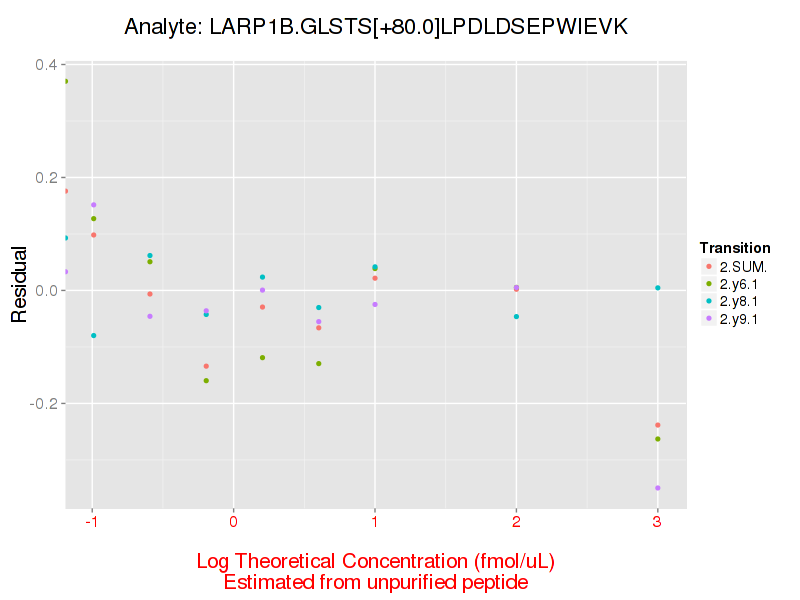 Analyte: LARP1B.GLSTS[+80.0]LPDLDSEPWIEVK
0.4
0.2
0.0
-0.2
Residual
-1 0 1 2 3
Log Theoretical Concentration (fmol/uL)
Estimated from unpurified peptide
Transition
2.SUM.
2.y6.1
2.y8.1
2.y9.1